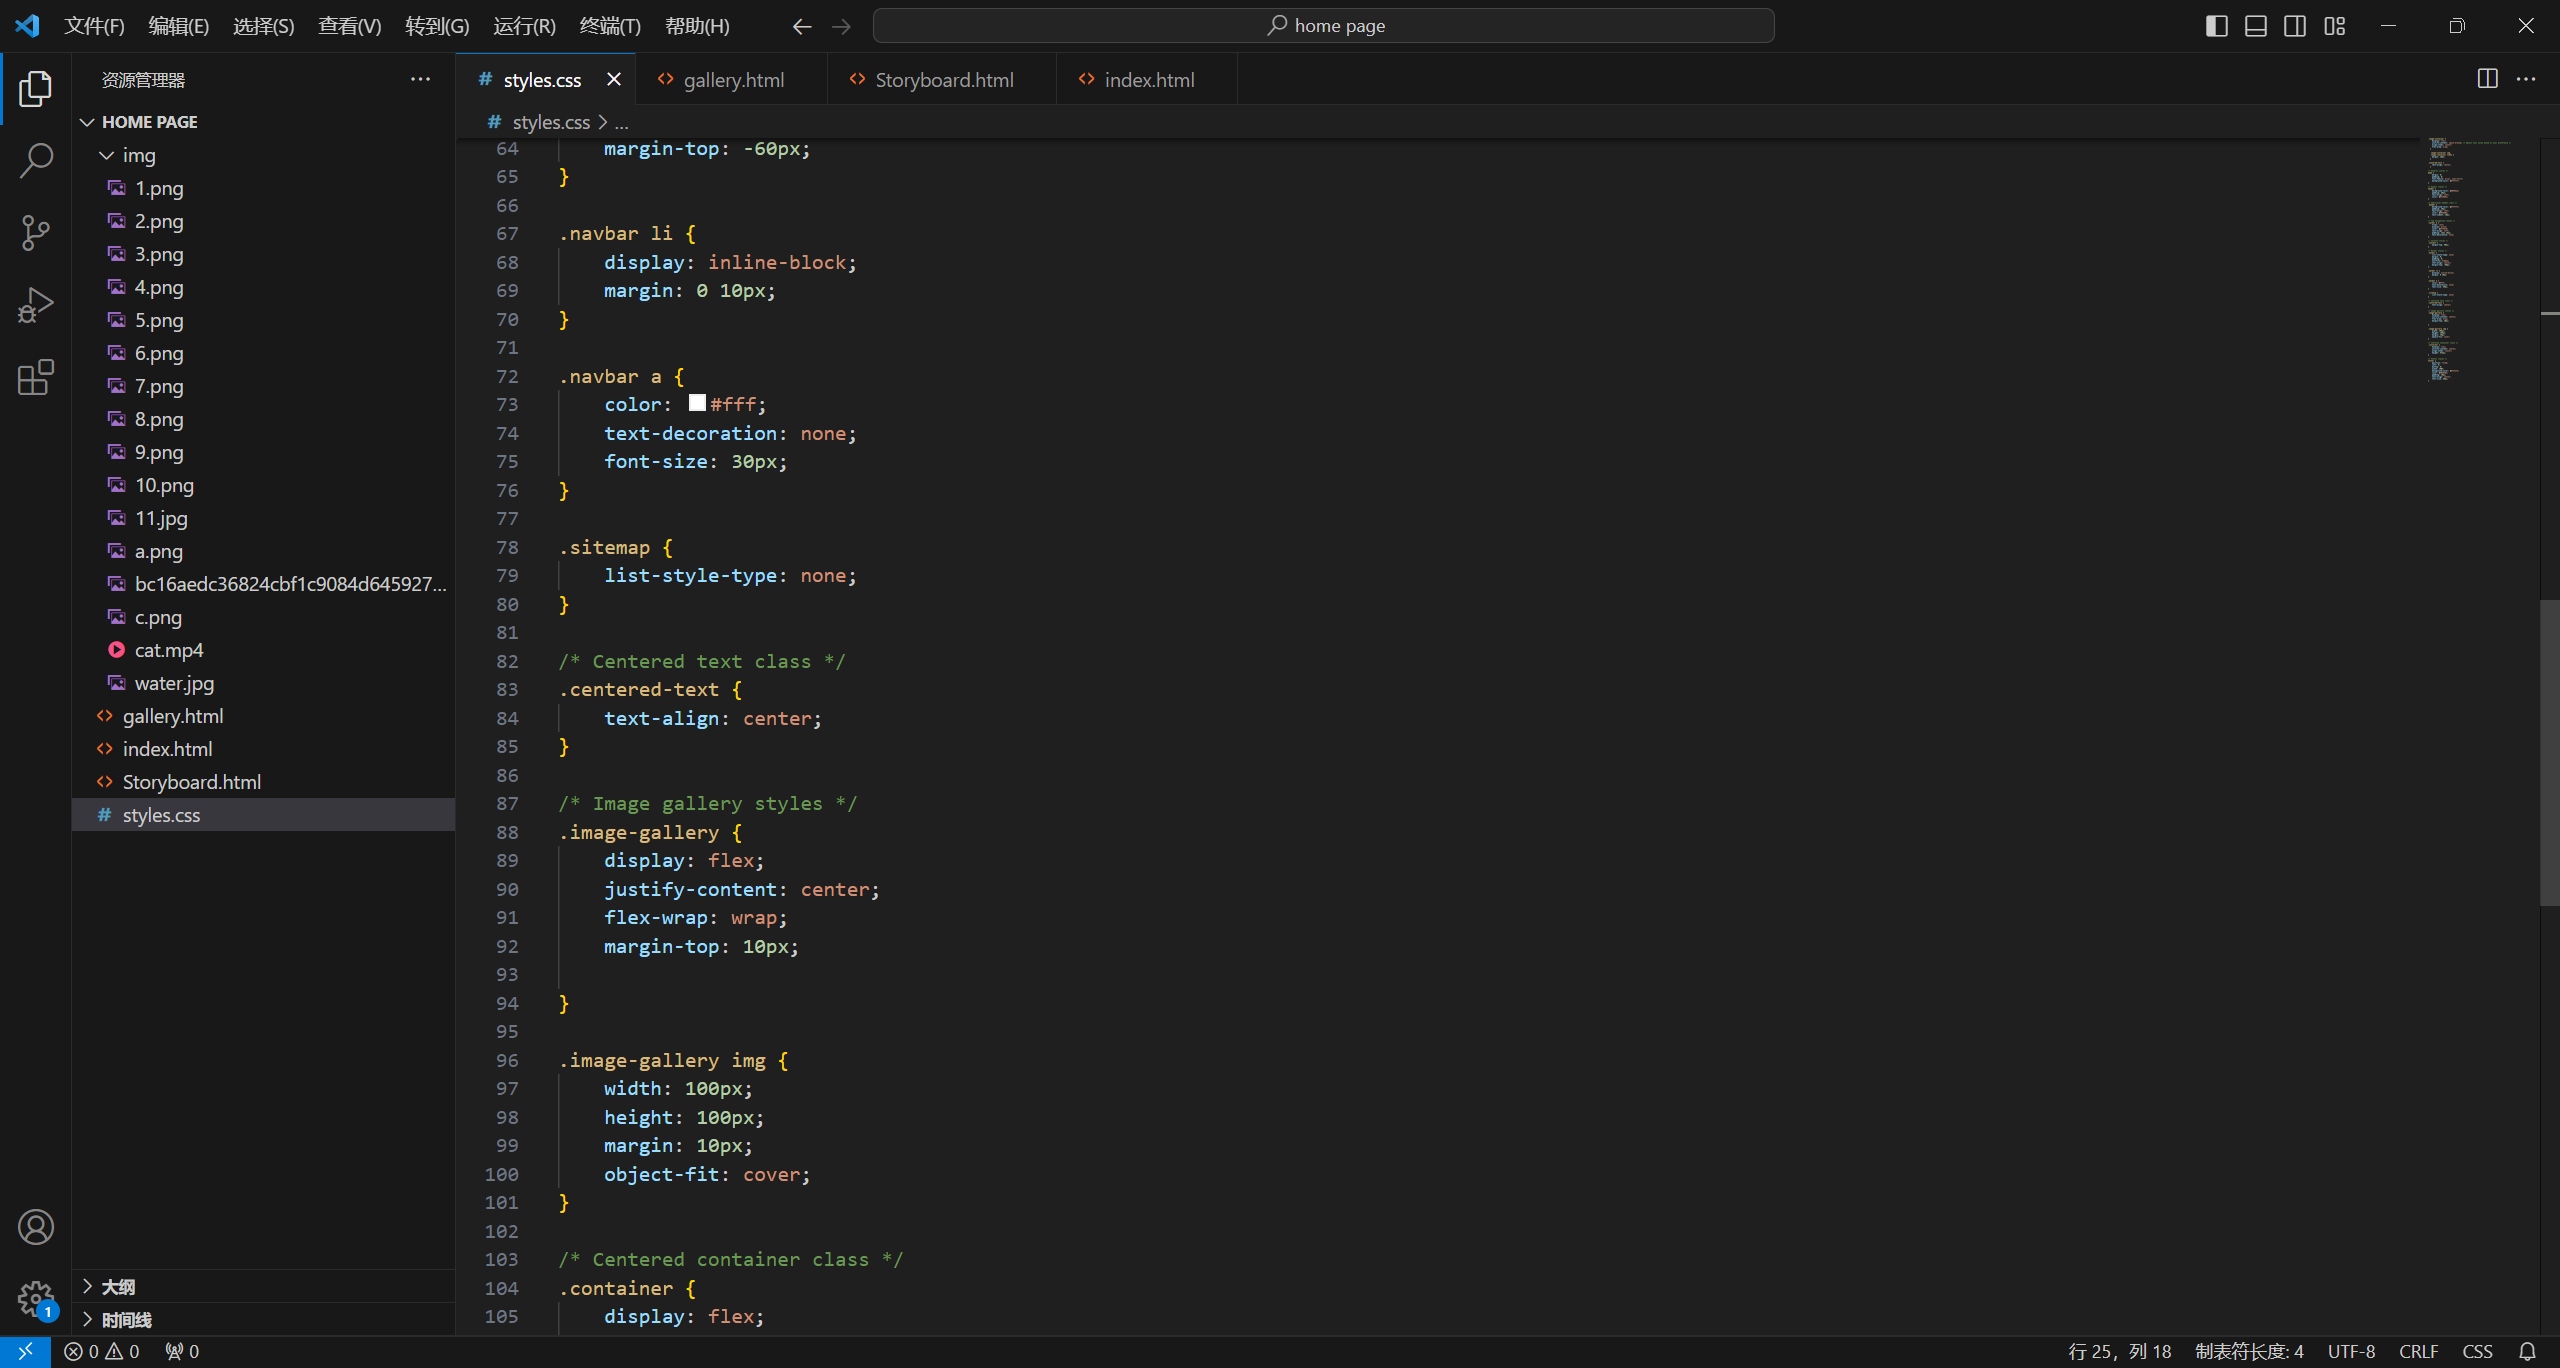 文件(F) 编辑(E) 选择(S) 查看(V) 转到(G) 运行(R) 终端(T) 帮助(H)
home page
资源管理器
HOME PAGE
img
1.png
2.png
3.png
4.png
5.png
6.png
7.png
8.png
9.png
10.png
11.jpg
a.png
bc16aedc36824cbf1c9084d645927...
c.png
cat.mp4
water.jpg
gallery.html
index.html
Storyboard.html
# styles.css
大纲
时间线
# styles.css gallery.html Storyboard.html index.html
# styles.css > ...
64 margin-top: -60px;
65 }
66
67 .navbar li {
68 display: inline-block;
69 margin: 0 10px;
70 }
71
72 .navbar a {
73 color: #fff;
74 text-decoration: none;
75 font-size: 30px;
76 }
77
78 .sitemap {
79 list-style-type: none;
80 }
81
82 /* Centered text class */
83 .centered-text {
84 text-align: center;
85 }
86
87 /* Image gallery styles */
88 .image-gallery {
89 display: flex;
90 justify-content: center;
91 flex-wrap: wrap;
92 margin-top: 10px;
93
94 }
95
96 .image-gallery img {
97 width: 100px;
98 height: 100px;
99 margin: 10px;
100 object-fit: cover;
101 }
102
103 /* Centered container class */
104 .container {
105 display: flex;
1
0 0 0
行 25，列 18 制表符长度: 4 UTF-8 CRLF CSS